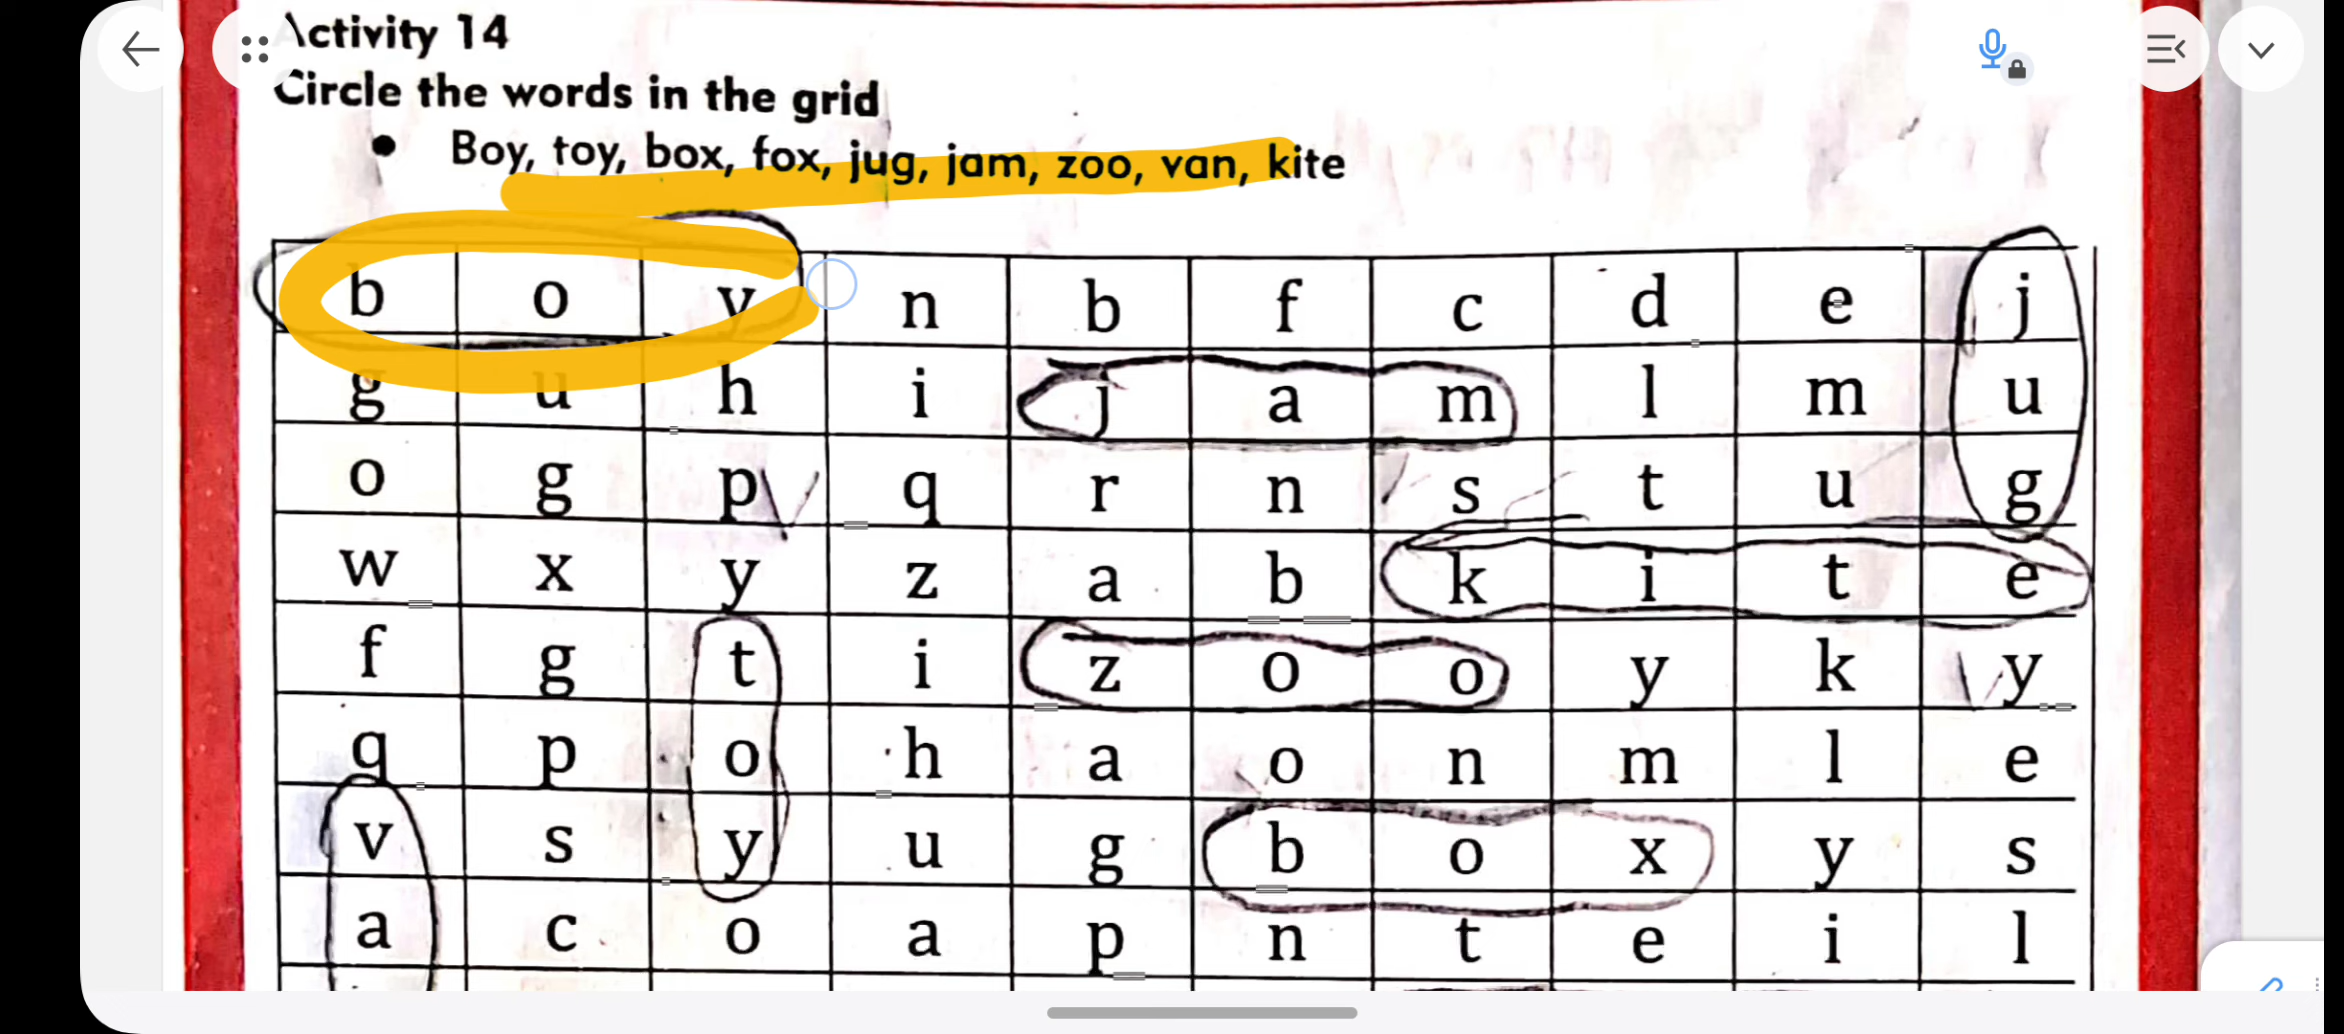 Activity 14
Circle the words in the grid
• Boy, toy, box, fox, jug, jam, zoo, van, kite
b o y n b f c d e j
g u h i j a m l m u
o g p q r n s t u g
w x y z a b k i t e
f g t i z o o y k y
q p o h a o n m l e
v s y u g b o x y s
a c o a p n t e i l